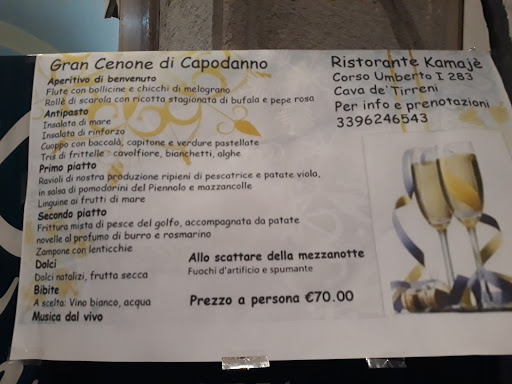 Gran Cenone di Capodanno
Aperitivo di benvenuto
Flute con bollicine e chicchi di melograno
Rollè di scarola con ricotta stagionata di bufala e pepe rosa
Antipasto
Insalata di mare
Insalata di rinforzo
Cuoppo con baccalà, capitone e verdure pastellate
Tris di frittelle : cavolfiore, bianchetti, alghe
Primo piatto
Ravioli di nostra produzione ripieni di pescatrice e patate viola,
in salsa di pomodorini del Piennolo e mazzancolle
Linguine ai frutti di mare
Secondo piatto
Frittura mista di pesce del golfo, accompagnata da patate
novelle al profumo di burro e rosmarino
Zampone con lenticchie
Dolci
Dolci natalizi, frutta secca
Bibite
A scelta: Vino bianco, acqua
Musica dal vivo
Allo scattare della mezzanotte
Fuochi d'artificio e spumante
Prezzo a persona €70.00
Ristorante Kamajè
Corso Umberto I 283
Cava de' Tirreni
Per info e prenotazioni
3396246543